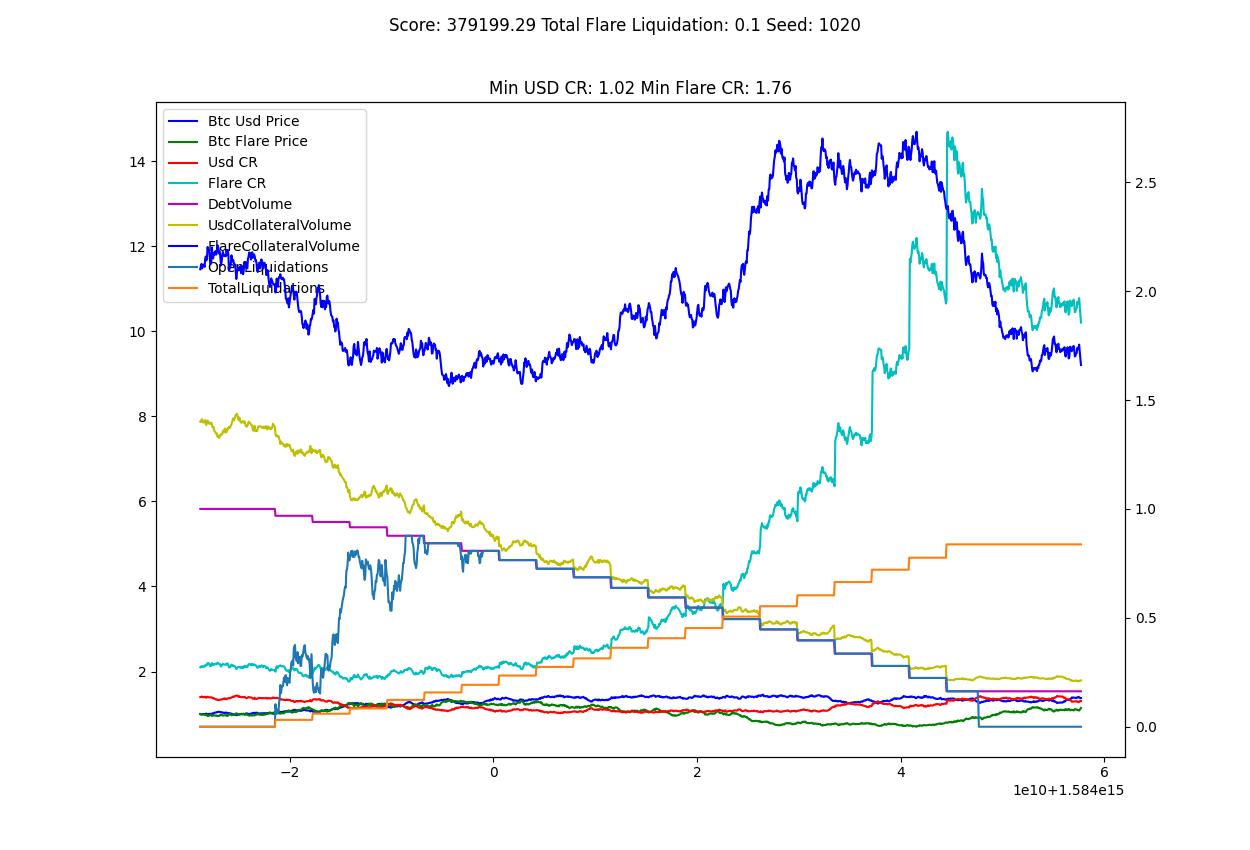 Score: 379199.29 Total Flare Liquidation: 0.1 Seed: 1020
Min USD CR: 1.02 Min Flare CR: 1.76
Btc Usd Price
Btc Flare Price
Usd CR
Flare CR
DebtVolume
UsdCollateralVolume
FlareCollateralVolume
OpenLiquidations
TotalLiquidations
14
12
10
8
6
4
2
2.5
2.0
1.5
1.0
0.5
0.0
−2
0
2
4
6
1e10+1.584e15